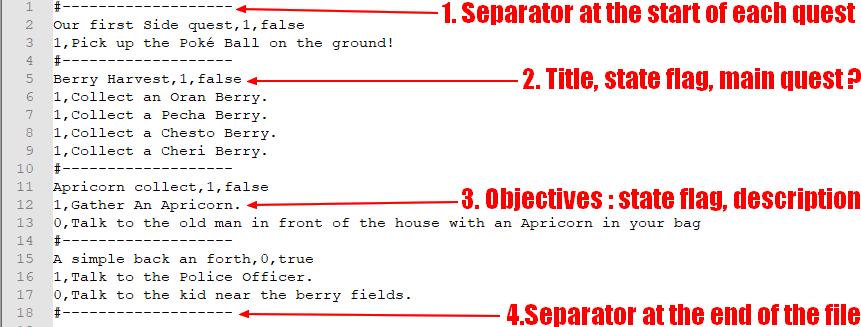 1 #-------------------
1. Separator at the start of each quest
2 Our first Side quest,1,false
3 1,Pick up the Poké Ball on the ground!
4 #-------------------
5 Berry Harvest,1,false
2. Title, state flag, main quest ?
6 1,Collect an Oran Berry.
7 1,Collect a Pecha Berry.
8 1,Collect a Chesto Berry.
9 1,Collect a Cheri Berry.
10 #-------------------
11 Apricorn collect,1,false
12 1,Gather An Apricorn.
3. Objectives : state flag, description
13 0,Talk to the old man in front of the house with an Apricorn in your bag
14 #-------------------
15 A simple back an forth,0,true
16 1,Talk to the Police Officer.
17 0,Talk to the kid near the berry fields.
18 #-------------------
4.Separator at the end of the file